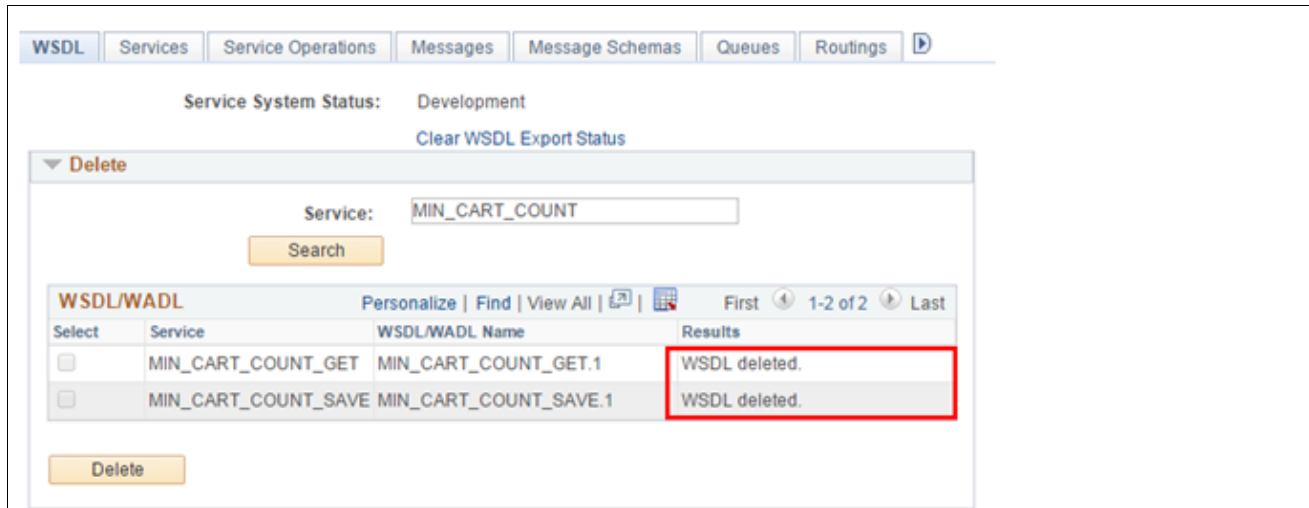 WSDL Services Service Operations Messages Message Schemas Queues Routings
Service System Status: Development
Clear WSDL Export Status
Delete
Service: MIN_CART_COUNT
Search
WSDL/WADL Personalize | Find | View All | | First 1-2 of 2 Last
Select Service WSDL/WADL Name Results
MIN_CART_COUNT_GET MIN_CART_COUNT_GET.1 WSDL deleted.
MIN_CART_COUNT_SAVE MIN_CART_COUNT_SAVE.1 WSDL deleted.
Delete